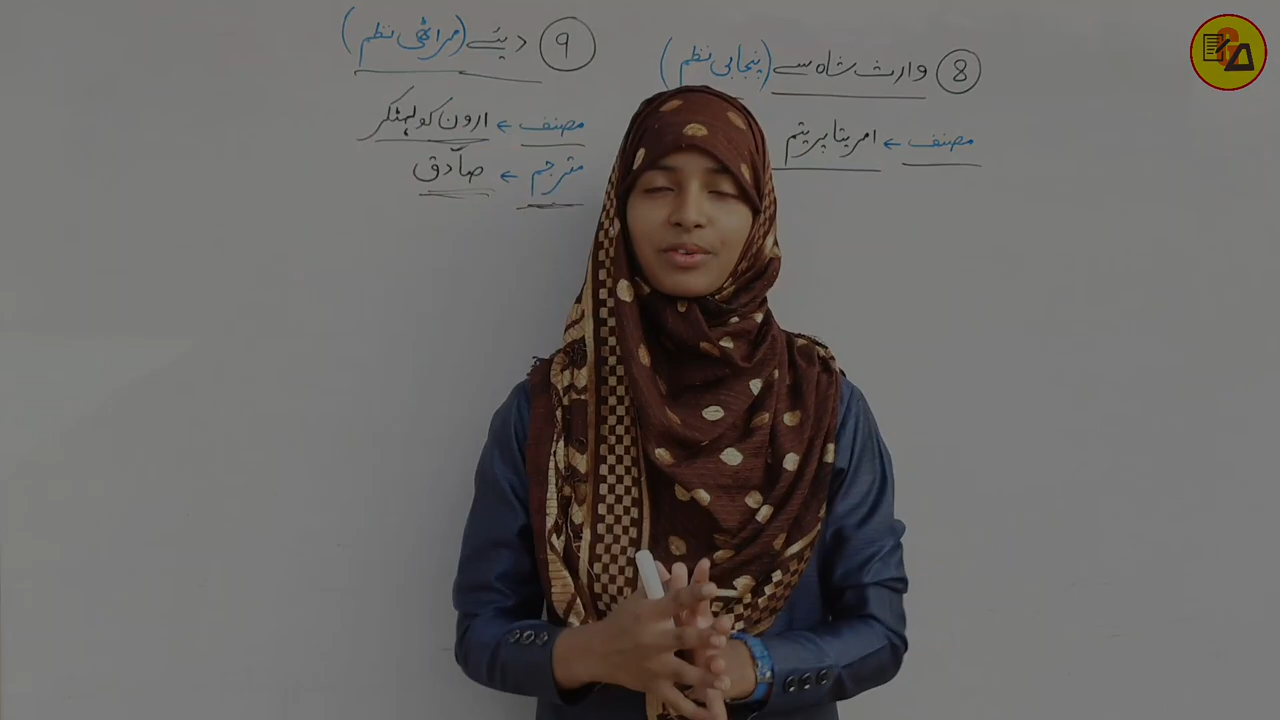 8 وارث شاہ سے (پنجابی نظم)
مصنف ← امریتا پریتم
9 دیئے (مراٹھی نظم)
مصنف ← ارون کولہٹکر
مترجم ← صادق